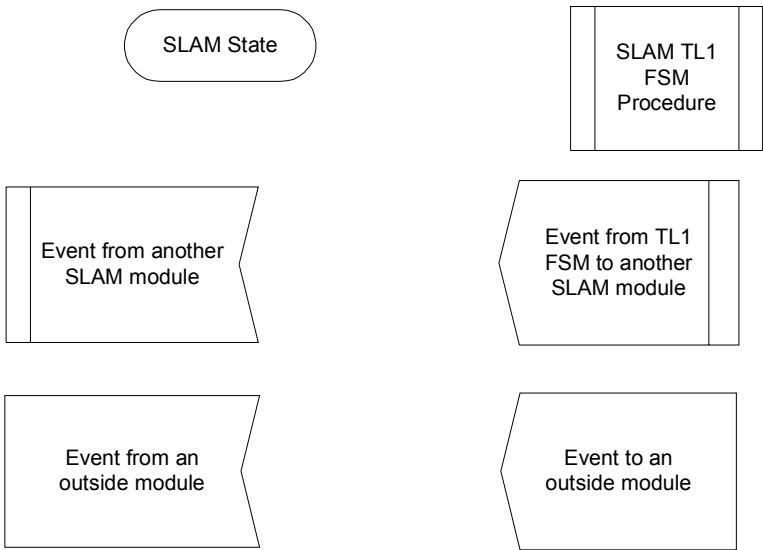 SLAM State
SLAM TL1
FSM
Procedure
Event from another
SLAM module
Event from TL1
FSM to another
SLAM module
Event from an
outside module
Event to an
outside module